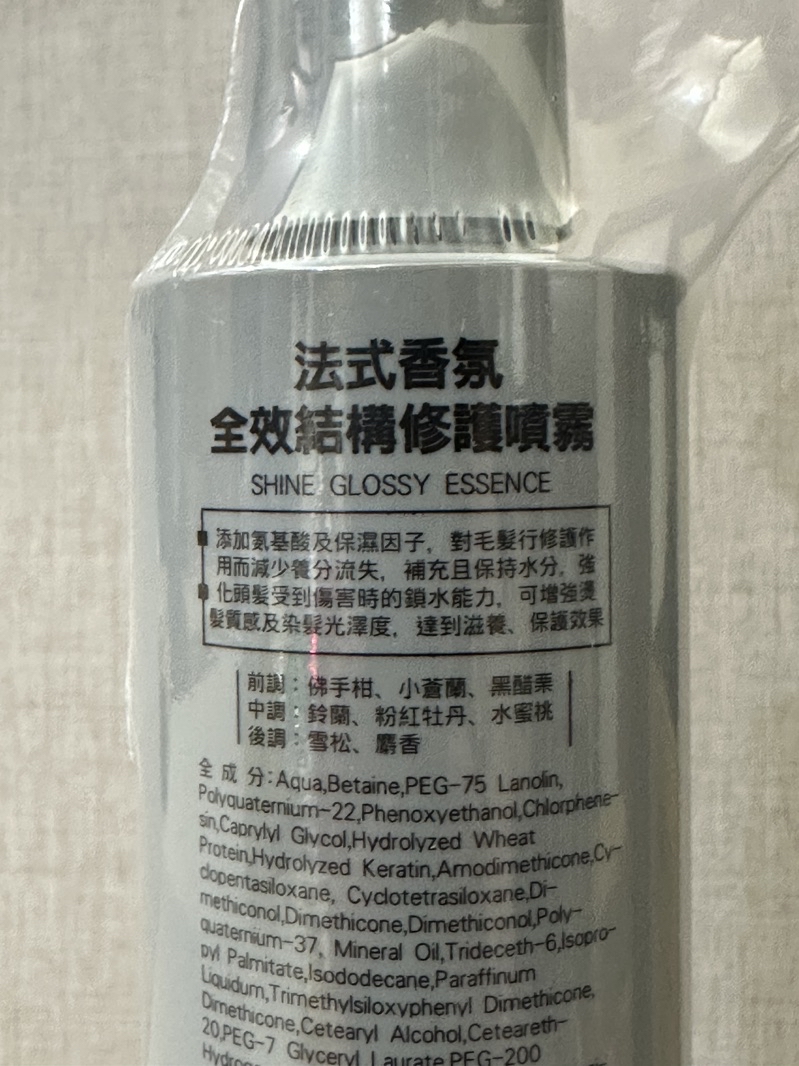 法式香氛
全效結構修護噴霧
SHINE GLOSSY ESSENCE
■ 添加氨基酸及保濕因子, 對毛髮行修護作
用而減少養分流失, 補充且保持水分, 強
■ 化頭髮受到傷害時的鎖水能力, 可增強燙
髮質感及染髮光澤度, 達到滋養、保護效果
前調：佛手柑、小蒼蘭、黑醋栗
中調：鈴蘭、粉紅牡丹、水蜜桃
後調：雪松、麝香
全成分:Aqua,Betaine,PEG-75 Lanolin,
Polyquaternium-22,Phenoxyethanol,Chlorphene-
sin,Caprylyl Glycol,Hydrolyzed Wheat
Protein,Hydrolyzed Keratin,Amodimethicone,Cy-
clopentasiloxane, Cyclotetrasiloxane,Di-
methiconol,Dimethicone,Dimethiconol,Poly-
quaternium-37, Mineral Oil,Trideceth-6,Isopro-
pyl Palmitate,Isododecane,Paraffinum
Liquidum,Trimethylsiloxyphenyl Dimethicone,
Dimethicone,Cetearyl Alcohol,Ceteareth-
20,PEG-7 Glyceryl Laurate,PEG-200